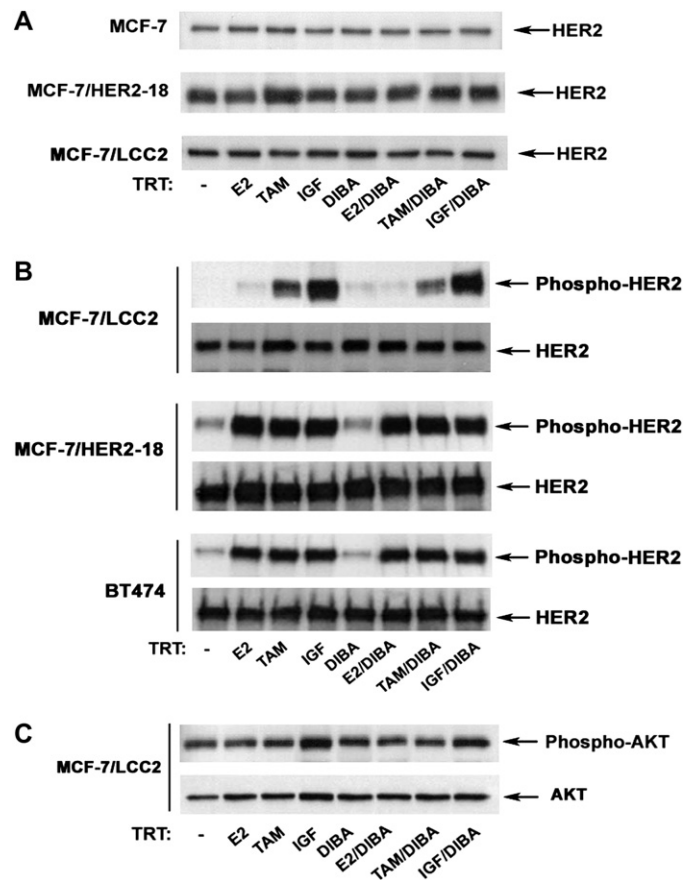 A
MCF-7
HER2
MCF-7/HER2-18
HER2
MCF-7/LCC2
HER2
TRT: - E2 TAM IGF DIBA E2/DIBA TAM/DIBA IGF/DIBA
B
MCF-7/LCC2
Phospho-HER2
HER2
MCF-7/HER2-18
Phospho-HER2
HER2
BT474
Phospho-HER2
HER2
TRT: - E2 TAM IGF DIBA E2/DIBA TAM/DIBA IGF/DIBA
C
MCF-7/LCC2
Phospho-AKT
AKT
TRT: - E2 TAM IGF DIBA E2/DIBA TAM/DIBA IGF/DIBA